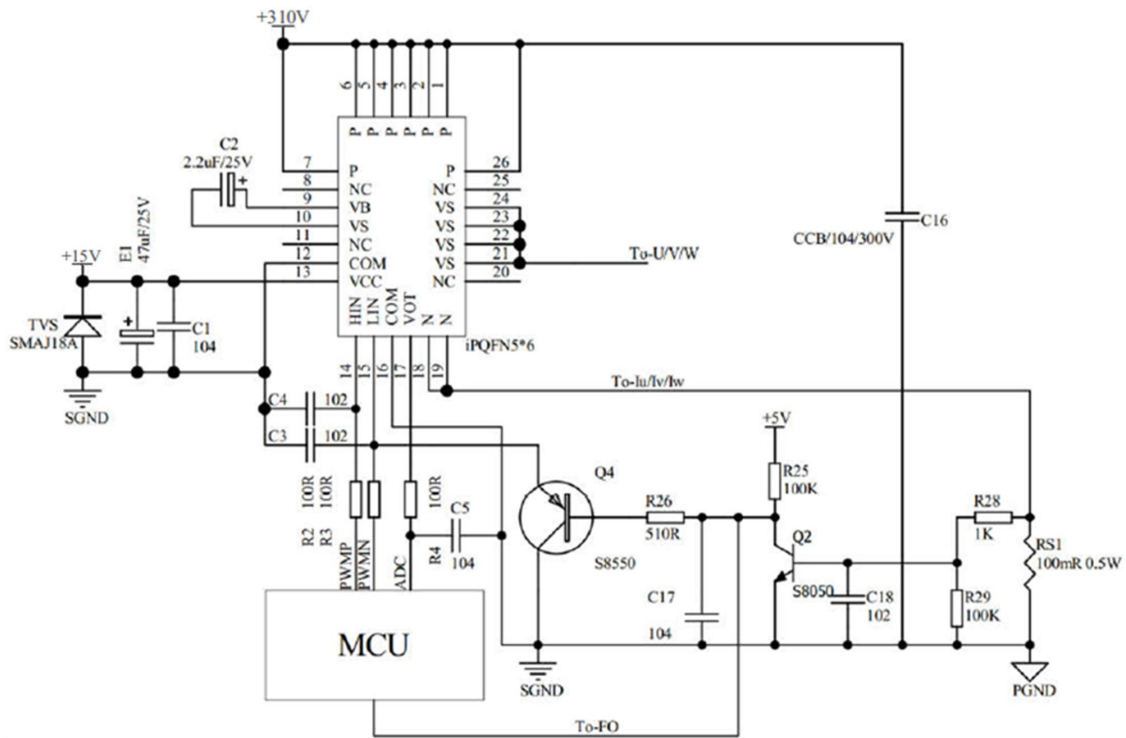 +310V
6 5 4 3 2 1
P P P P P P
C2
2.2uF/25V
7 P
8 NC
9 VB
10 VS
11 NC
12 COM
13 VCC
P 26
NC 25
VS 24
VS 23
VS 22
VS 21
NC 20
HIN LIN COM VOT N N
14 15 16 17 18 19
iPQFN5*6
To-U/V/W
C16
CCB/104/300V
+15V
E1
47uF/25V
TVS
SMAJ18A
C1
104
SGND
To-Iu/Iv/Iw
C4 102
C3 102
R2 100R
R3 100R
R4 100R
C5
104
PWMP
PWMN
ADC
MCU
Q4
S8550
R26
510R
+5V
R25
100K
Q2
S8050
C17
104
C18
102
R28
1K
R29
100K
RS1
100mR 0.5W
SGND
PGND
To-FO